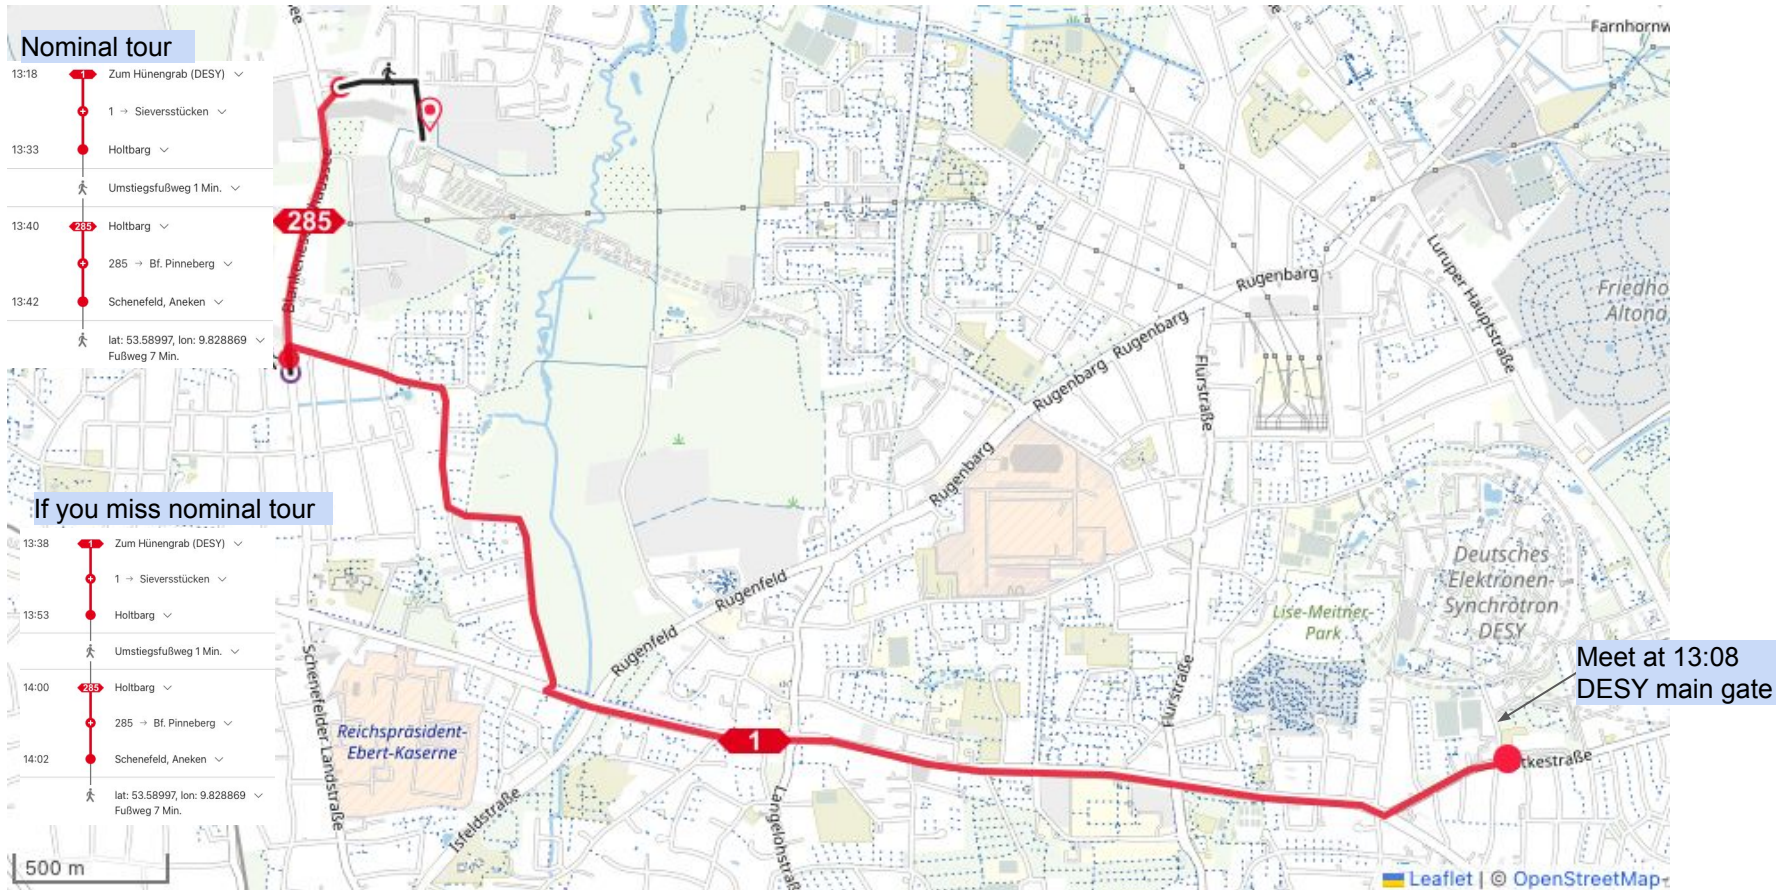 Nominal tour
13:18 1 Zum Hünengrab (DESY)
1 → Sieversstücken
13:33 Holtbarg
Umstiegsfußweg 1 Min.
13:40 285 Holtbarg
285 → Bf. Pinneberg
13:42 Schenefeld, Aneken
lat: 53.58997, lon: 9.828869
Fußweg 7 Min.
If you miss nominal tour
13:38 1 Zum Hünengrab (DESY)
1 → Sieversstücken
13:53 Holtbarg
Umstiegsfußweg 1 Min.
14:00 285 Holtbarg
285 → Bf. Pinneberg
14:02 Schenefeld, Aneken
lat: 53.58997, lon: 9.828869
Fußweg 7 Min.
500 m
285
Farnhornw
Rugenbarg
Rugenbarg
Rugenbarg
Rugenbarg
Rugenbarg
Luruper Hauptstraße
Friedho
Altona
Flurstraße
Rugenfeld
Rugenfeld
Deutsches
Elektronen-
Synchrotron
DESY
Lise-Meitner-
Park
Meet at 13:08
DESY main gate
Flurstraße
Schenefelder Landstraße
Reichspräsident-
Ebert-Kaserne
1
tkestraße
Isfeldstraße
Langelohstraß
Leaflet | © OpenStreetMap